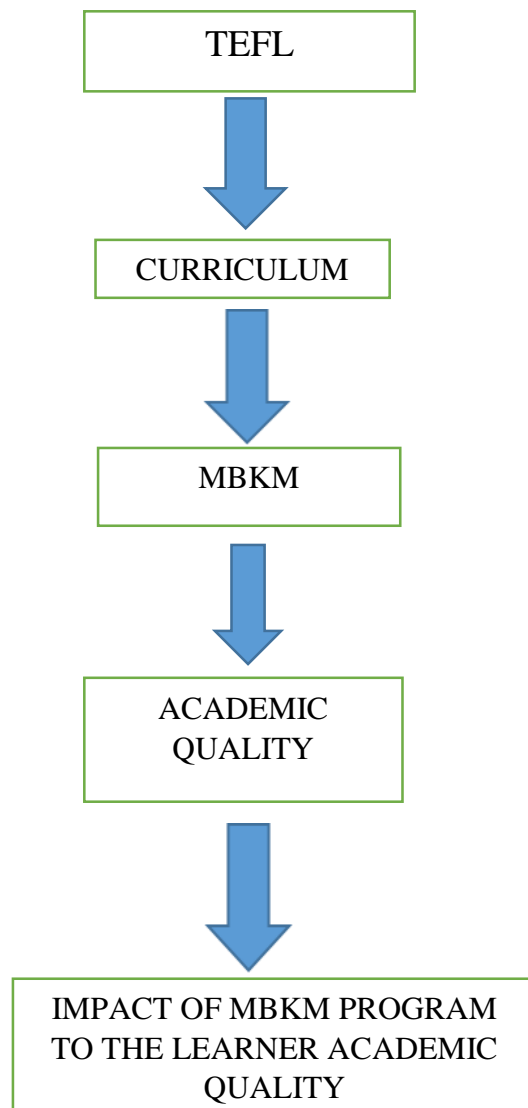 TEFL
CURRICULUM
MBKM
ACADEMIC
QUALITY
IMPACT OF MBKM PROGRAM
TO THE LEARNER ACADEMIC
QUALITY